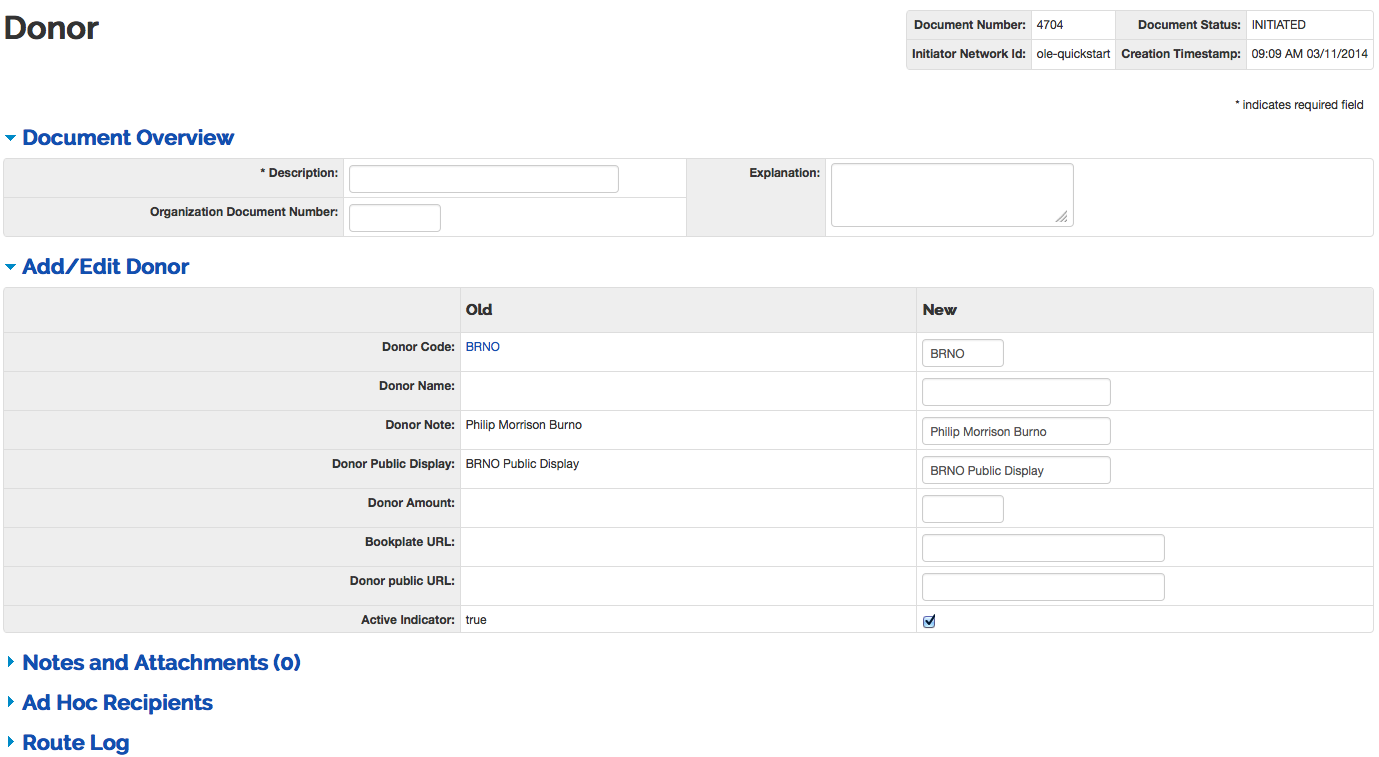 Donor
Document Number: 4704 Document Status: INITIATED
Initiator Network Id: ole-quickstart Creation Timestamp: 09:09 AM 03/11/2014
* indicates required field
Document Overview
* Description: Explanation:
Organization Document Number:
Add/Edit Donor
Old New
Donor Code: BRNO BRNO
Donor Name:
Donor Note: Philip Morrison Burno Philip Morrison Burno
Donor Public Display: BRNO Public Display BRNO Public Display
Donor Amount:
Bookplate URL:
Donor public URL:
Active Indicator: true
Notes and Attachments (0)
Ad Hoc Recipients
Route Log